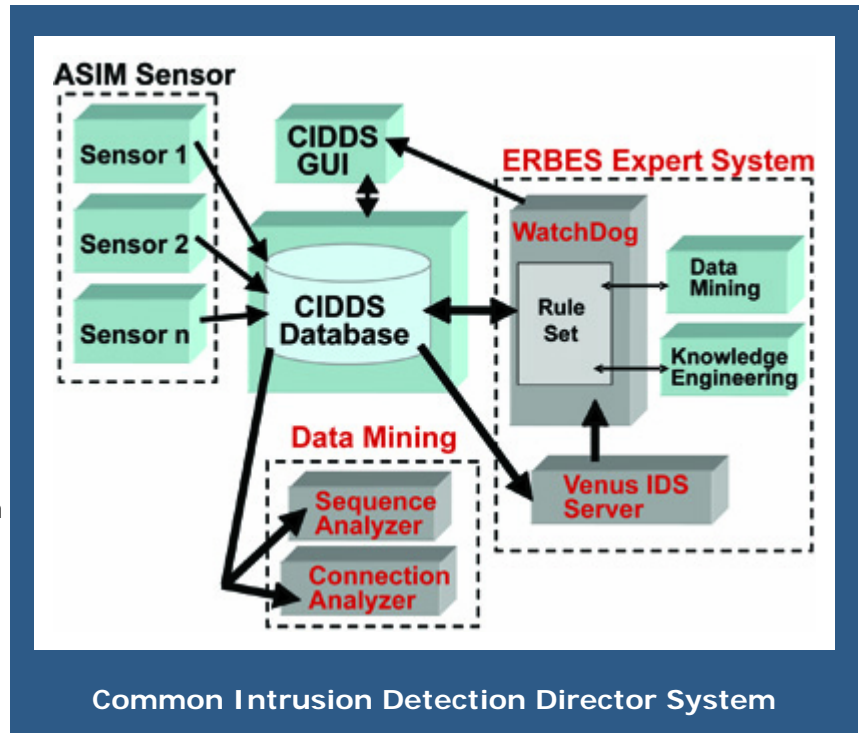 ASIM Sensor
Sensor 1
Sensor 2
Sensor n
CIDDS
GUI
CIDDS
Database
ERBES Expert System
WatchDog
Rule
Set
Data
Mining
Knowledge
Engineering
Venus IDS
Server
Data Mining
Sequence
Analyzer
Connection
Analyzer
Common Intrusion Detection Director System